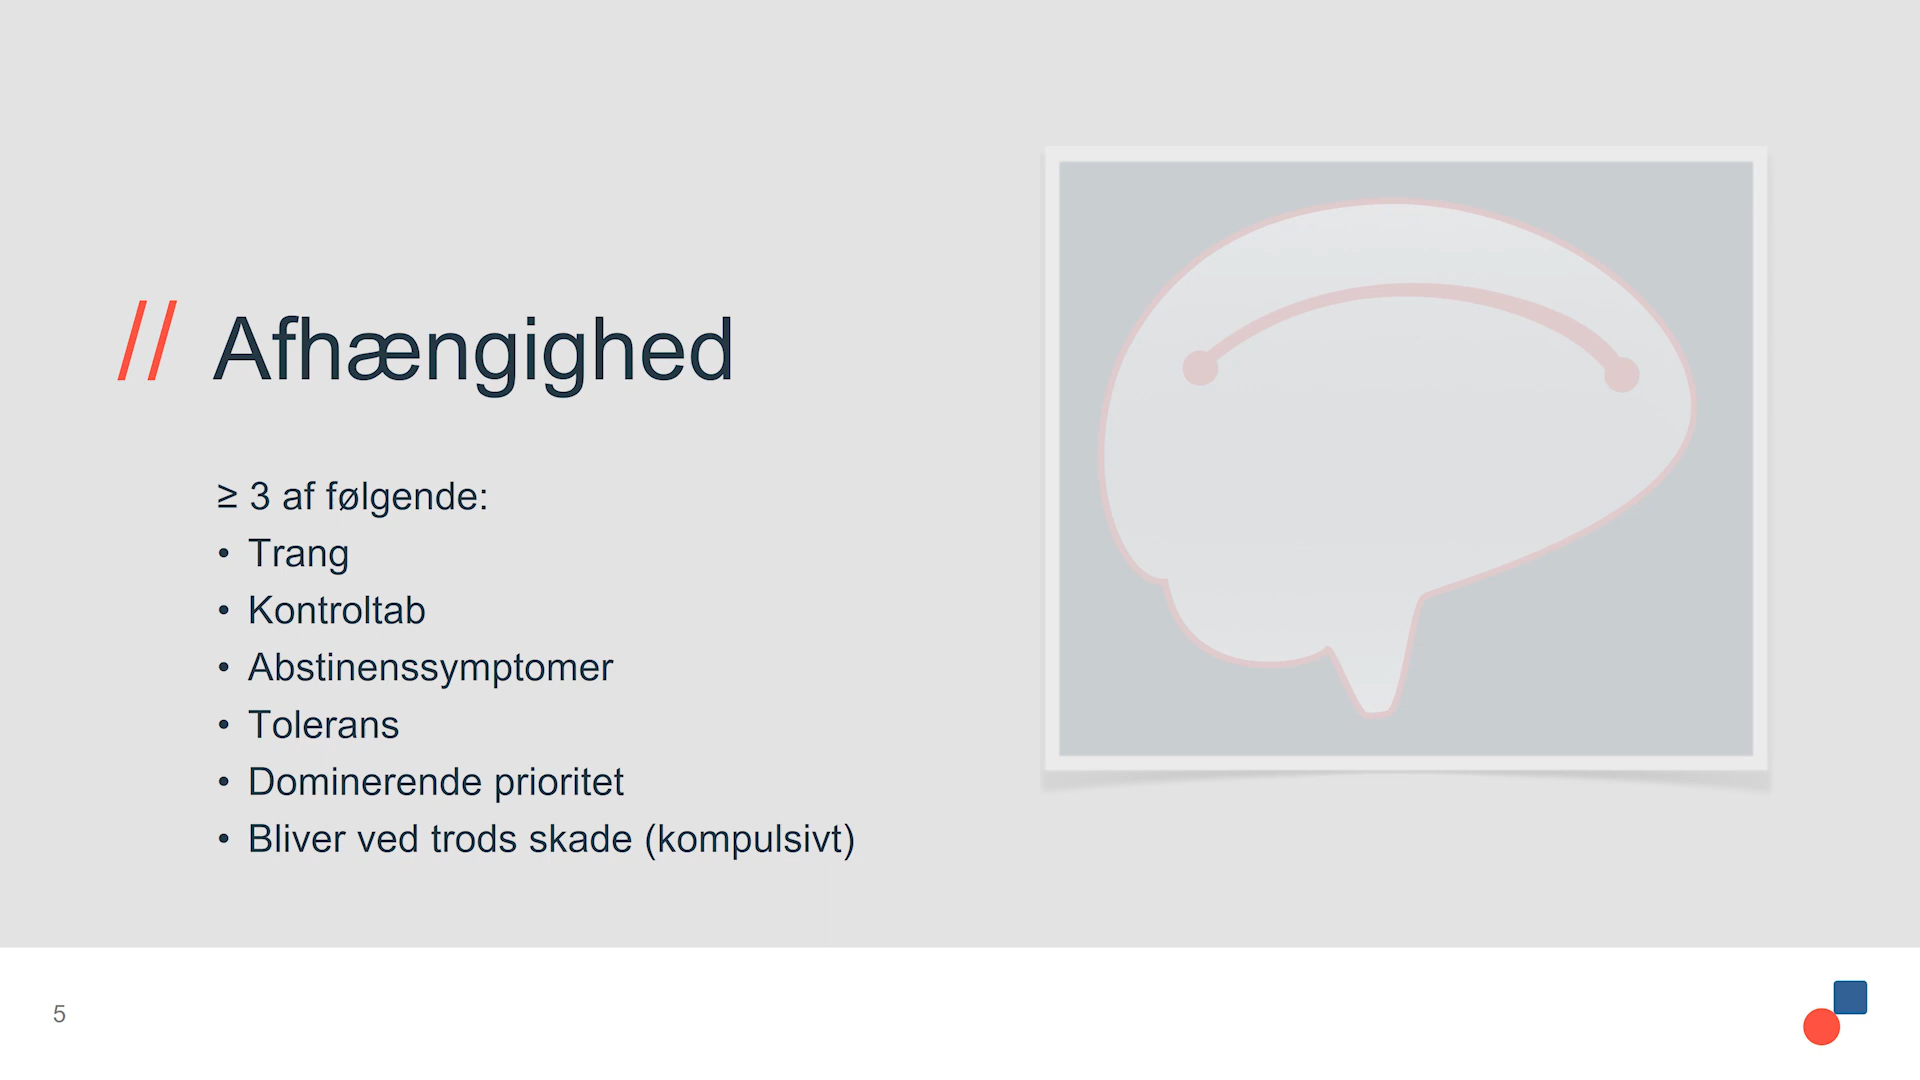 // Afhængighed
≥ 3 af følgende:
• Trang
• Kontroltab
• Abstinenssymptomer
• Tolerans
• Dominerende prioritet
• Bliver ved trods skade (kompulsivt)
5